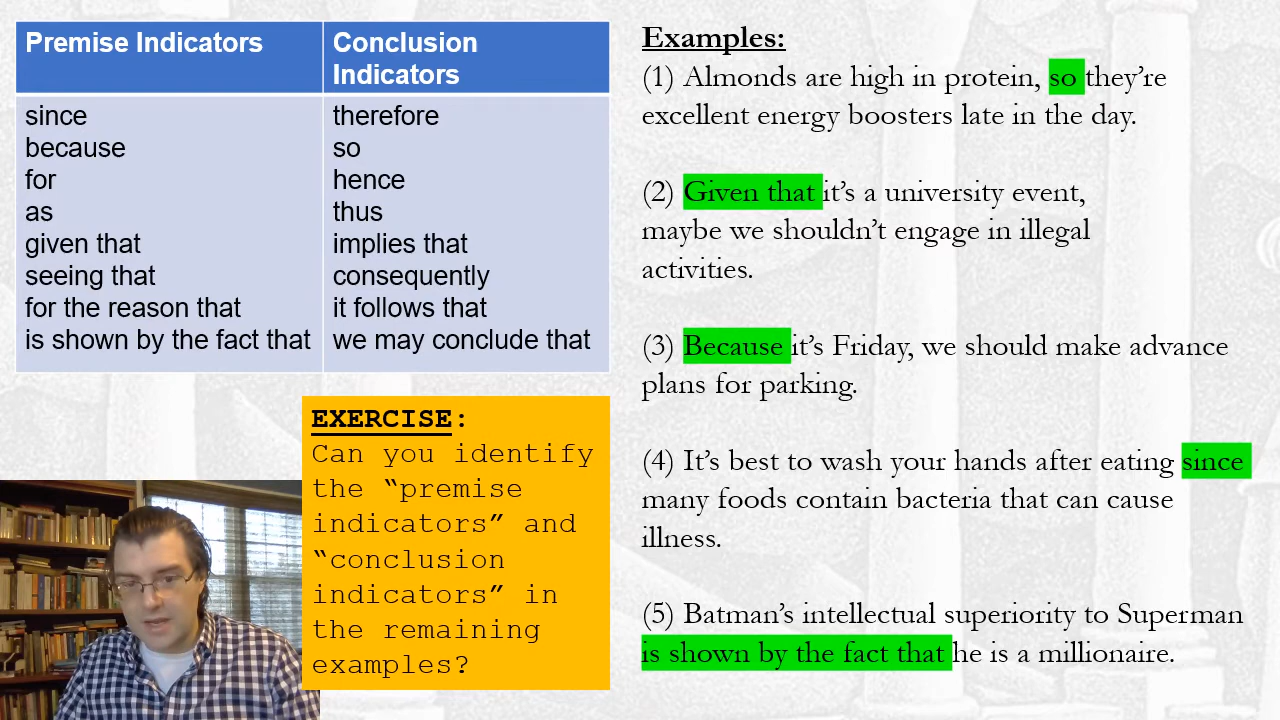 Premise Indicators
since
because
for
as
given that
seeing that
for the reason that
is shown by the fact that
Conclusion
Indicators
therefore
so
hence
thus
implies that
consequently
it follows that
we may conclude that
EXERCISE:
Can you identify
the “premise
indicators” and
“conclusion
indicators” in
the remaining
examples?
Examples:
(1) Almonds are high in protein, so they’re
excellent energy boosters late in the day.
(2) Given that it’s a university event,
maybe we shouldn’t engage in illegal
activities.
(3) Because it’s Friday, we should make advance
plans for parking.
(4) It’s best to wash your hands after eating since
many foods contain bacteria that can cause
illness.
(5) Batman’s intellectual superiority to Superman
is shown by the fact that he is a millionaire.